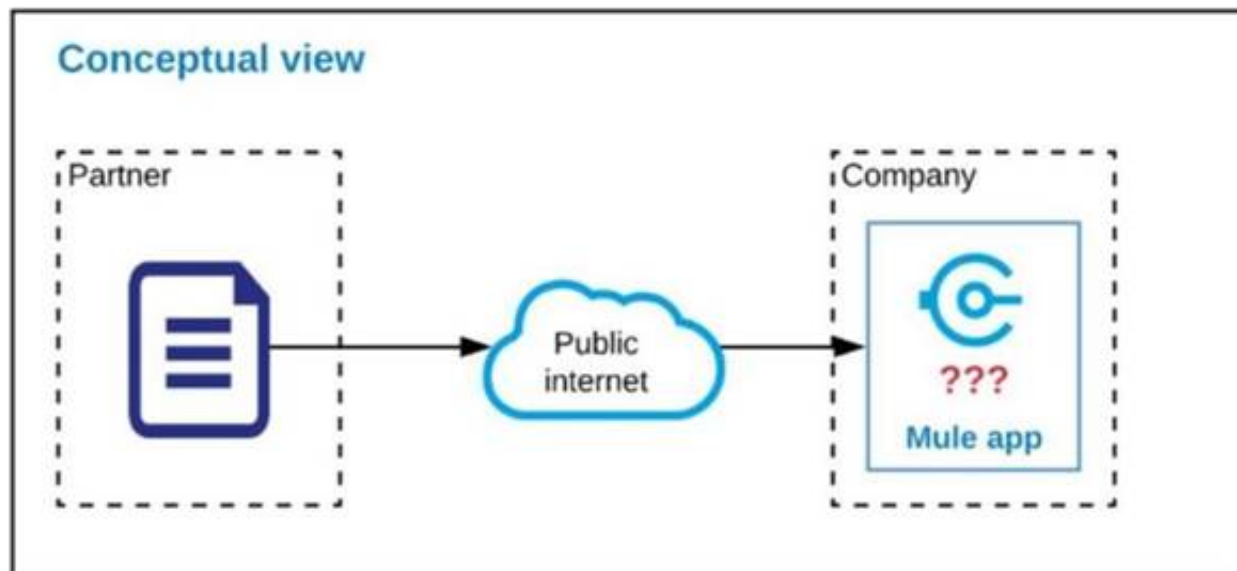 Conceptual view
Partner
Company
Public
internet
???
Mule app